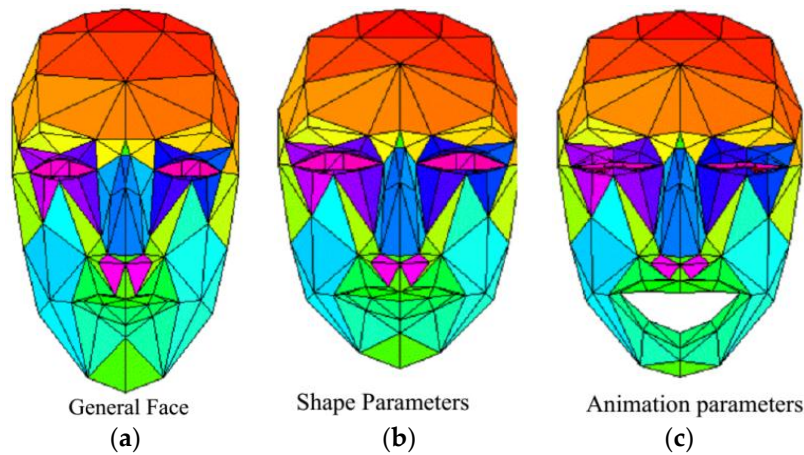 General Face
Shape Parameters
Animation parameters
(a)
(b)
(c)